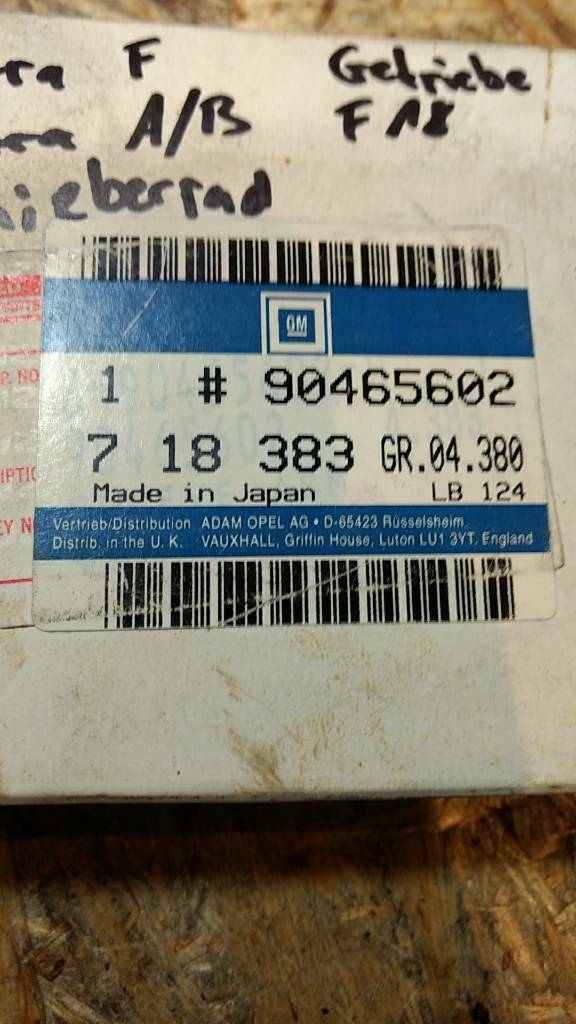 F Getriebe
A/B F18
GM
1 # 90465602
7 18 383 GR.04.380
Made in Japan LB 124
Vertrieb/Distribution ADAM OPEL AG • D-65423 Rüsselsheim
Distrib. in the U. K. VAUXHALL, Griffin House, Luton LU1 3YT, England